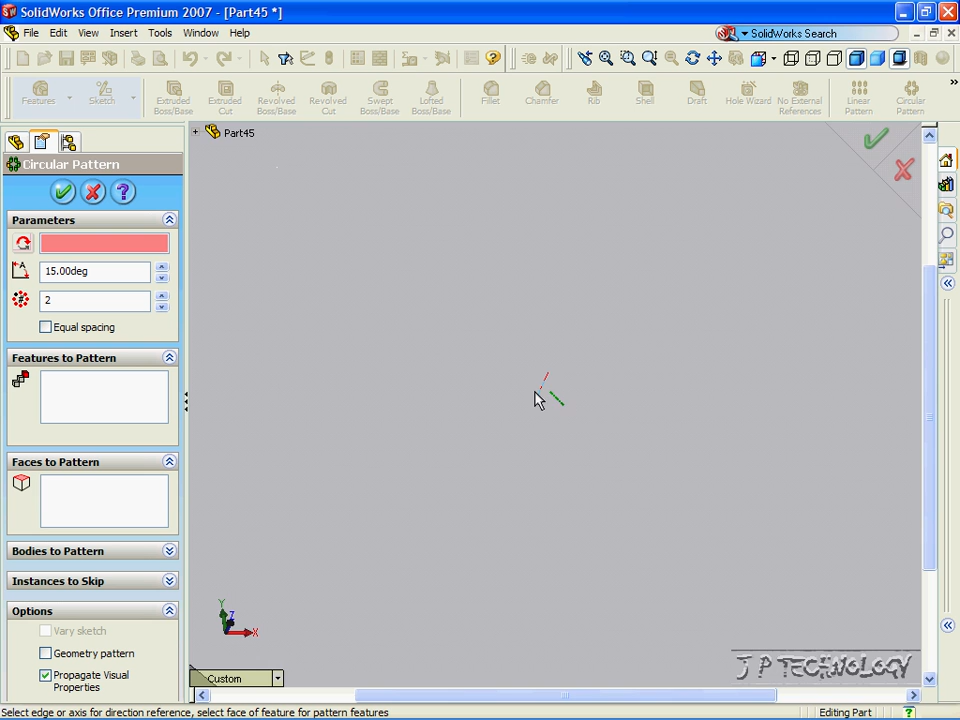 SolidWorks Office Premium 2007 - [Part45 *]
File Edit View Insert Tools Window Help
SolidWorks Search
Features Sketch Extruded Boss/Base Extruded Cut Revolved Boss/Base Revolved Cut Swept Boss/Base Lofted Boss/Base Fillet Chamfer Rib Shell Draft Hole Wizard No External References Linear Pattern Circular Pattern
Part45
Circular Pattern
Parameters
15.00deg
2
Equal spacing
Features to Pattern
Faces to Pattern
Bodies to Pattern
Instances to Skip
Options
Vary sketch
Geometry pattern
Propagate Visual
Properties
Y
Z
X
Custom
J P TECHNOLOGY
Select edge or axis for direction reference, select face of feature for pattern features
Editing Part